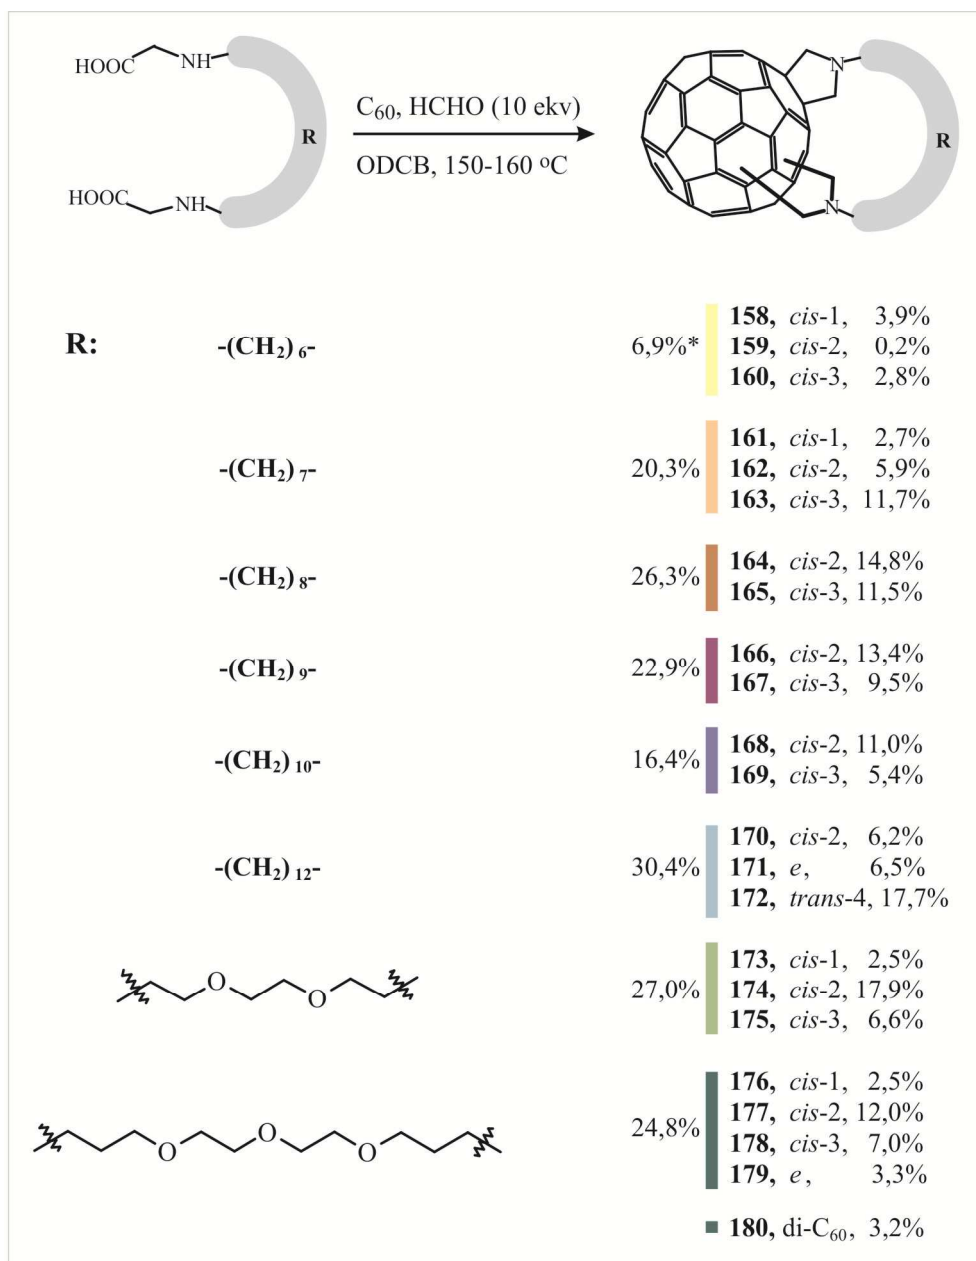 HOOC NH
R
HOOC NH
C₆₀, HCHO (10 ekv)
ODCB, 150-160 ºC
N
R
N
R:
-(CH₂)₆-
6,9%*
158, cis-1, 3,9%
159, cis-2, 0,2%
160, cis-3, 2,8%
-(CH₂)₇-
20,3%
161, cis-1, 2,7%
162, cis-2, 5,9%
163, cis-3, 11,7%
-(CH₂)₈-
26,3%
164, cis-2, 14,8%
165, cis-3, 11,5%
-(CH₂)₉-
22,9%
166, cis-2, 13,4%
167, cis-3, 9,5%
-(CH₂)₁₀-
16,4%
168, cis-2, 11,0%
169, cis-3, 5,4%
-(CH₂)₁₂-
30,4%
170, cis-2, 6,2%
171, e, 6,5%
172, trans-4, 17,7%
O O
27,0%
173, cis-1, 2,5%
174, cis-2, 17,9%
175, cis-3, 6,6%
O O O
24,8%
176, cis-1, 2,5%
177, cis-2, 12,0%
178, cis-3, 7,0%
179, e, 3,3%
180, di-C₆₀, 3,2%